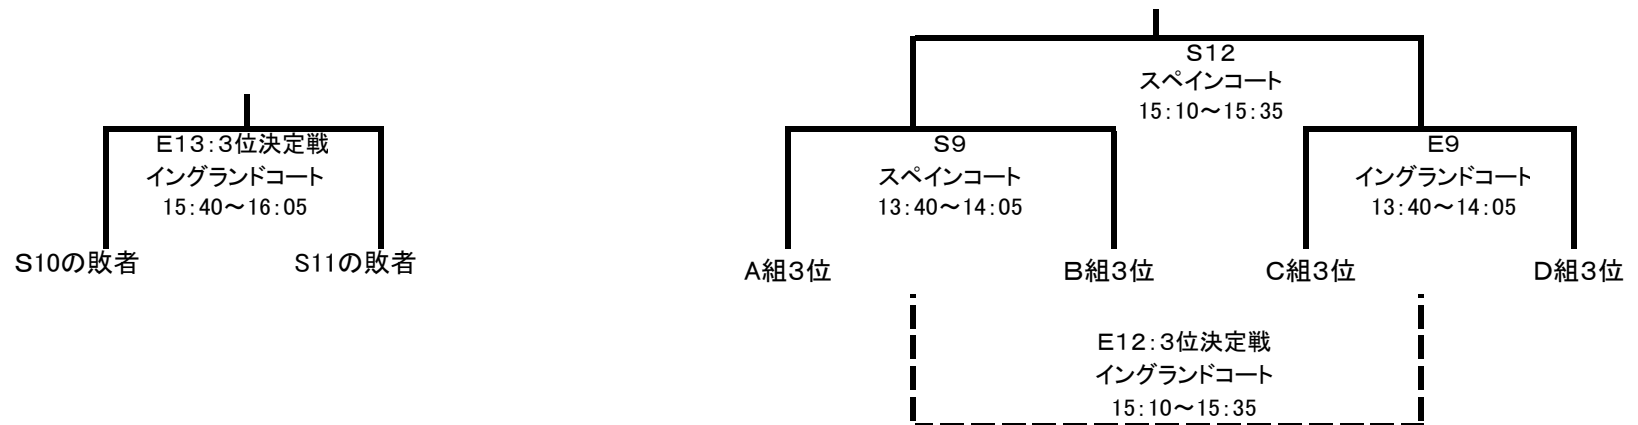 E13：3位決定戦
イングランドコート
15：40～16：05
S10の敗者
S11の敗者
S12
スペインコート
15：10～15：35
S9
スペインコート
13：40～14：05
E9
イングランドコート
13：40～14：05
A組3位
B組3位
C組3位
D組3位
E12：3位決定戦
イングランドコート
15：10～15：35